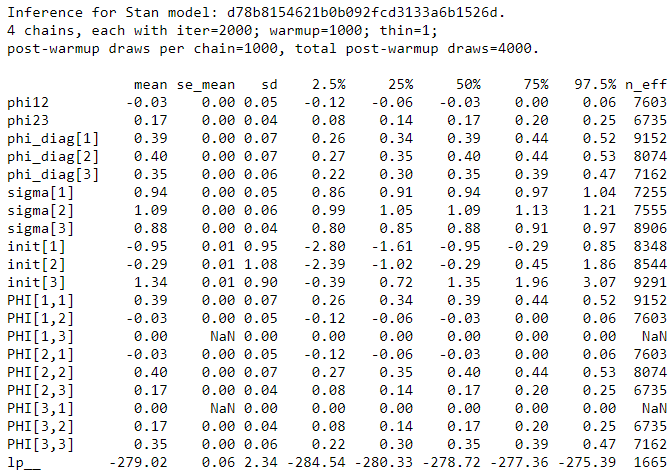 Inference for Stan model: d78b8154621b0b092fcd3133a6b1526d.
4 chains, each with iter=2000; warmup=1000; thin=1;
post-warmup draws per chain=1000, total post-warmup draws=4000.

mean se_mean sd 2.5% 25% 50% 75% 97.5% n_eff
phi12 -0.03 0.00 0.05 -0.12 -0.06 -0.03 0.00 0.06 7603
phi23 0.17 0.00 0.04 0.08 0.14 0.17 0.20 0.25 6735
phi_diag[1] 0.39 0.00 0.07 0.26 0.34 0.39 0.44 0.52 9152
phi_diag[2] 0.40 0.00 0.07 0.27 0.35 0.40 0.44 0.53 8074
phi_diag[3] 0.35 0.00 0.06 0.22 0.30 0.35 0.39 0.47 7162
sigma[1] 0.94 0.00 0.05 0.86 0.91 0.94 0.97 1.04 7255
sigma[2] 1.09 0.00 0.06 0.99 1.05 1.09 1.13 1.21 7555
sigma[3] 0.88 0.00 0.04 0.80 0.85 0.88 0.91 0.97 8906
init[1] -0.95 0.01 0.95 -2.80 -1.61 -0.95 -0.29 0.85 8348
init[2] -0.29 0.01 1.08 -2.39 -1.02 -0.29 0.45 1.86 8544
init[3] 1.34 0.01 0.90 -0.39 0.72 1.35 1.96 3.07 9291
PHI[1,1] 0.39 0.00 0.07 0.26 0.34 0.39 0.44 0.52 9152
PHI[1,2] -0.03 0.00 0.05 -0.12 -0.06 -0.03 0.00 0.06 7603
PHI[1,3] 0.00 NaN 0.00 0.00 0.00 0.00 0.00 0.00 NaN
PHI[2,1] -0.03 0.00 0.05 -0.12 -0.06 -0.03 0.00 0.06 7603
PHI[2,2] 0.40 0.00 0.07 0.27 0.35 0.40 0.44 0.53 8074
PHI[2,3] 0.17 0.00 0.04 0.08 0.14 0.17 0.20 0.25 6735
PHI[3,1] 0.00 NaN 0.00 0.00 0.00 0.00 0.00 0.00 NaN
PHI[3,2] 0.17 0.00 0.04 0.08 0.14 0.17 0.20 0.25 6735
PHI[3,3] 0.35 0.00 0.06 0.22 0.30 0.35 0.39 0.47 7162
lp__ -279.02 0.06 2.34 -284.54 -280.33 -278.72 -277.36 -275.39 1665